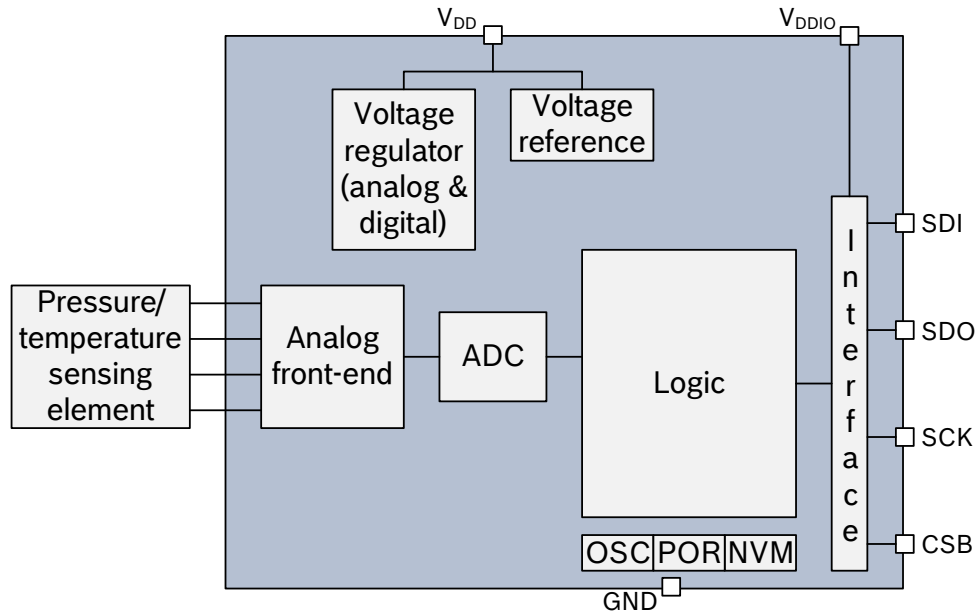 VDD
VDDIO
Voltage
regulator
(analog &
digital)
Voltage
reference
Pressure/
temperature
sensing
element
Analog
front-end
ADC
Logic
Interface
SDI
SDO
SCK
CSB
OSC POR NVM
GND